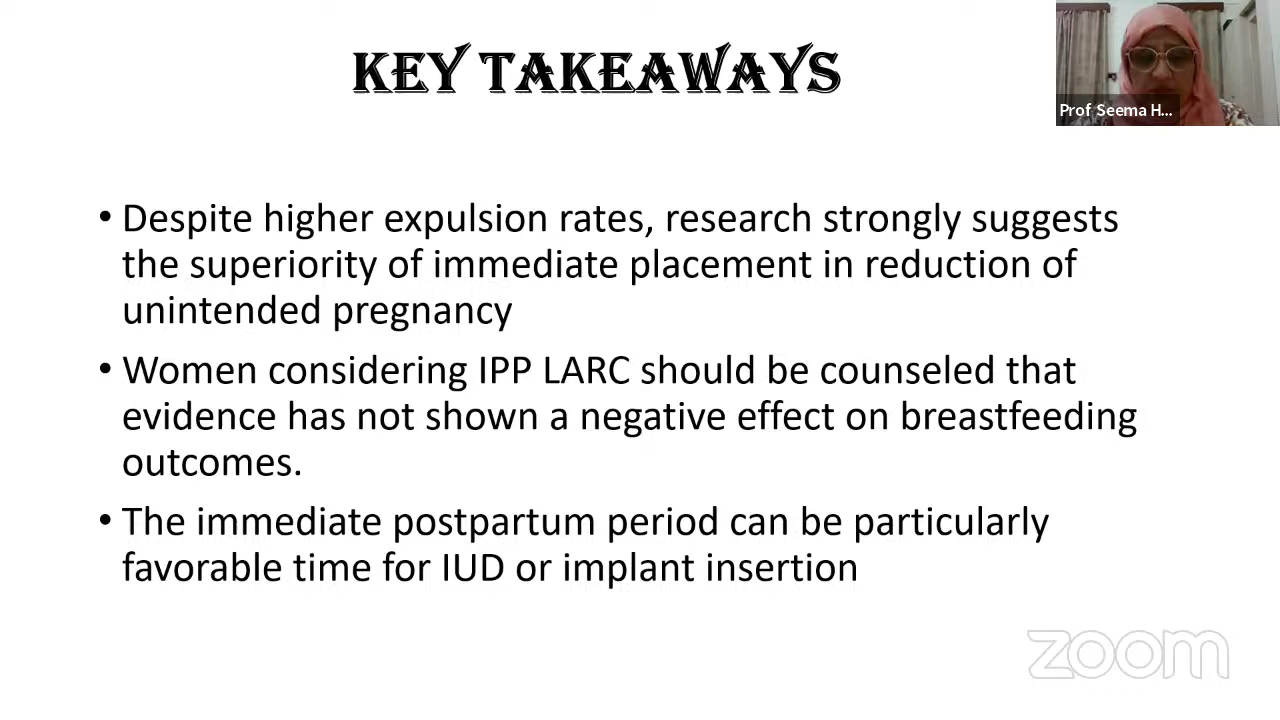 KEY TAKEAWAYS
Prof Seema H...
• Despite higher expulsion rates, research strongly suggests
the superiority of immediate placement in reduction of
unintended pregnancy
• Women considering IPP LARC should be counseled that
evidence has not shown a negative effect on breastfeeding
outcomes.
• The immediate postpartum period can be particularly
favorable time for IUD or implant insertion
zoom